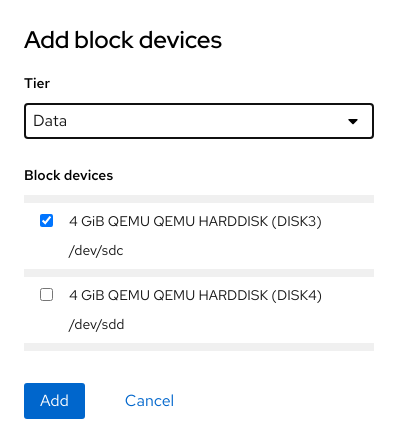 Add block devices
Tier
Data
Block devices
4 GiB QEMU QEMU HARDDISK (DISK3)
/dev/sdc
4 GiB QEMU QEMU HARDDISK (DISK4)
/dev/sdd
Add Cancel